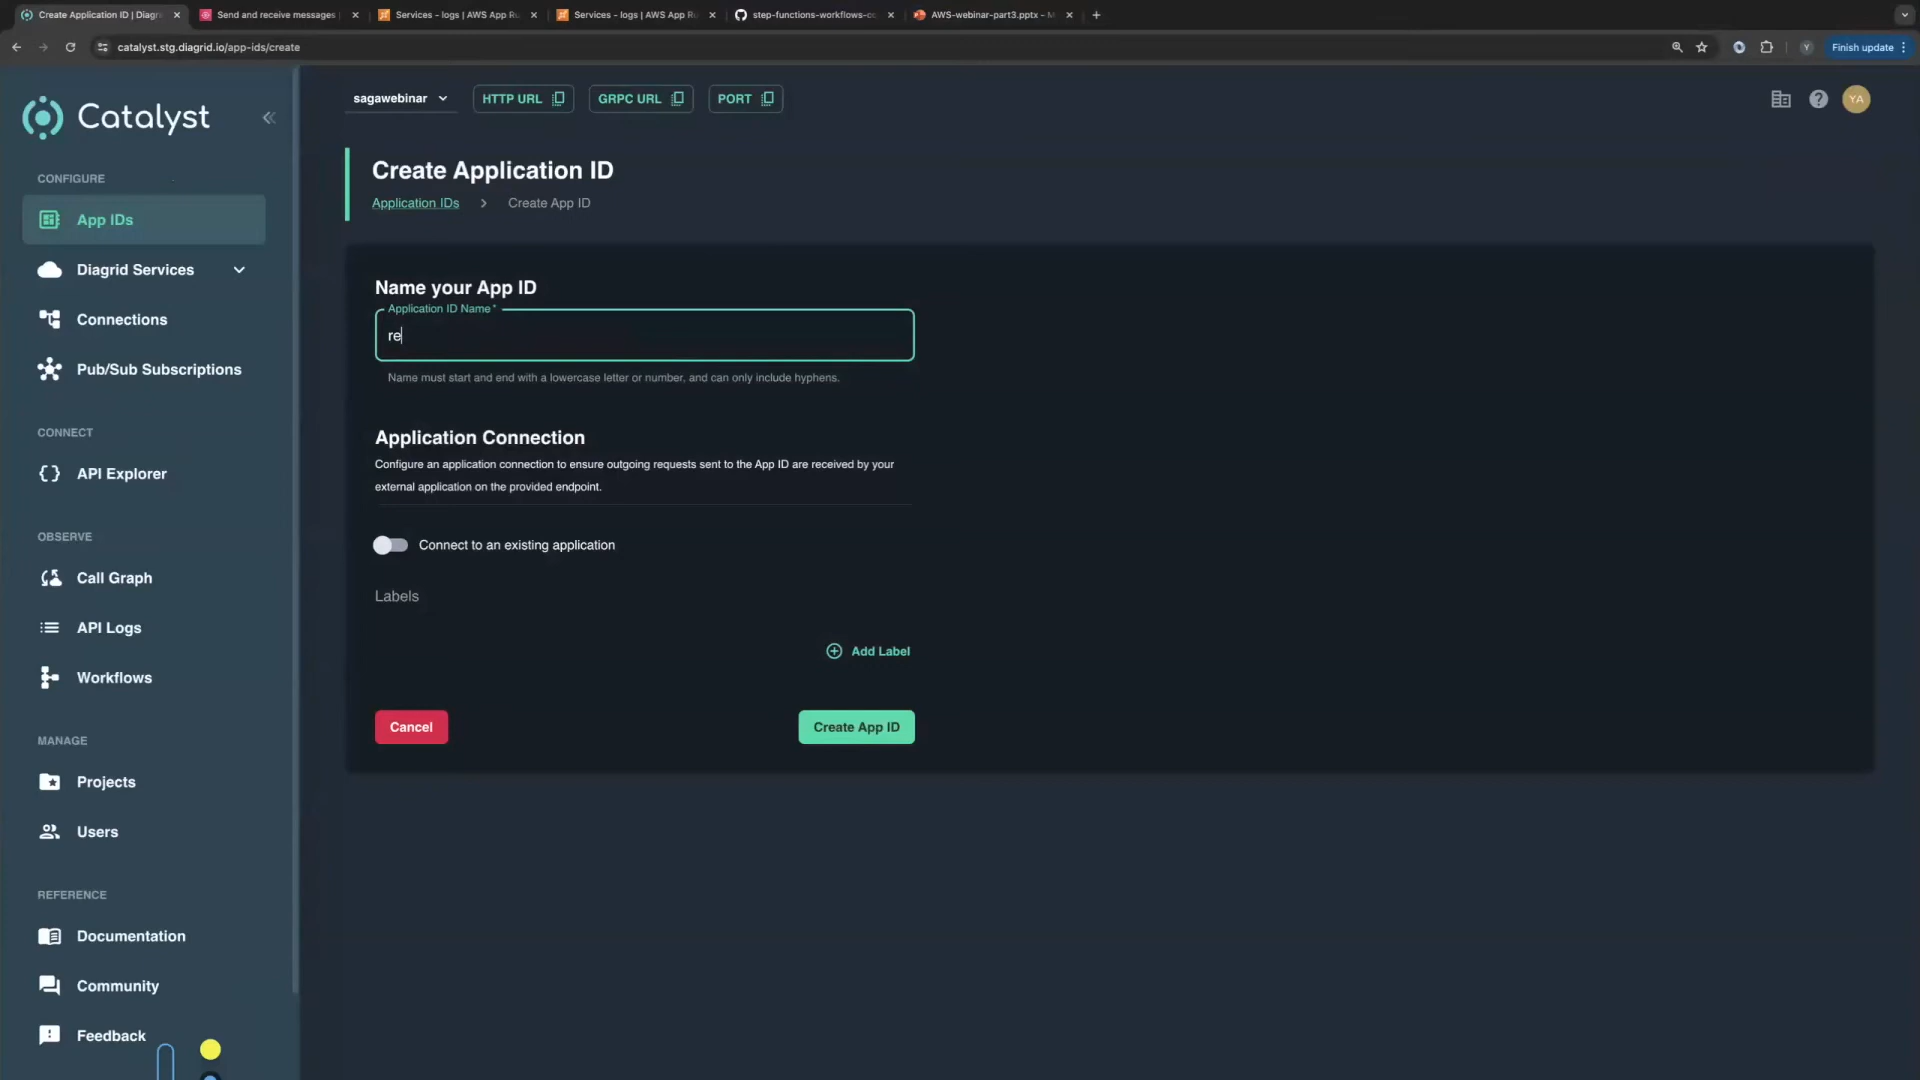 Create Application ID | Diagr
Send and receive messages
Services - logs | AWS App Ru
Services - logs | AWS App Ru
step-functions-workflows-co
AWS-webinar-part3.pptx - M
catalyst.stg.diagrid.io/app-ids/create
Y
Finish update
Catalyst
sagawebinar
HTTP URL
GRPC URL
PORT
YA
CONFIGURE
App IDs
Diagrid Services
Connections
Pub/Sub Subscriptions
CONNECT
API Explorer
OBSERVE
Call Graph
API Logs
Workflows
MANAGE
Projects
Users
REFERENCE
Documentation
Community
Feedback
Create Application ID
Application IDs > Create App ID
Name your App ID
Application ID Name *
re
Name must start and end with a lowercase letter or number, and can only include hyphens.
Application Connection
Configure an application connection to ensure outgoing requests sent to the App ID are received by your
external application on the provided endpoint.
Connect to an existing application
Labels
Add Label
Cancel
Create App ID